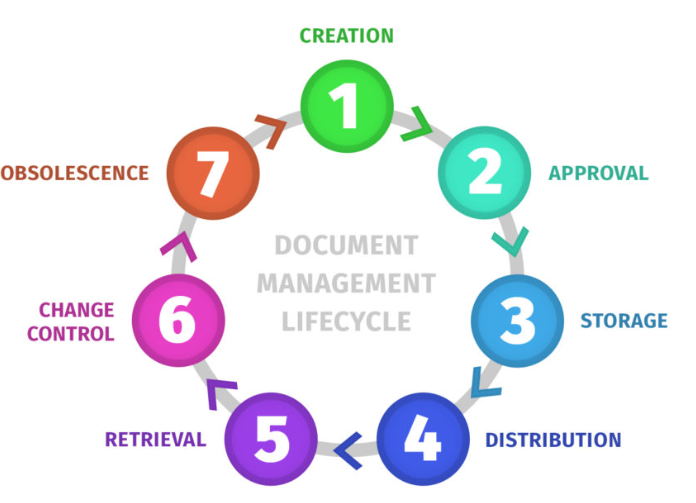 CREATION
1
2
APPROVAL
3
STORAGE
4
DISTRIBUTION
5
RETRIEVAL
6
CHANGE
CONTROL
7
OBSOLESCENCE
DOCUMENT
MANAGEMENT
LIFECYCLE